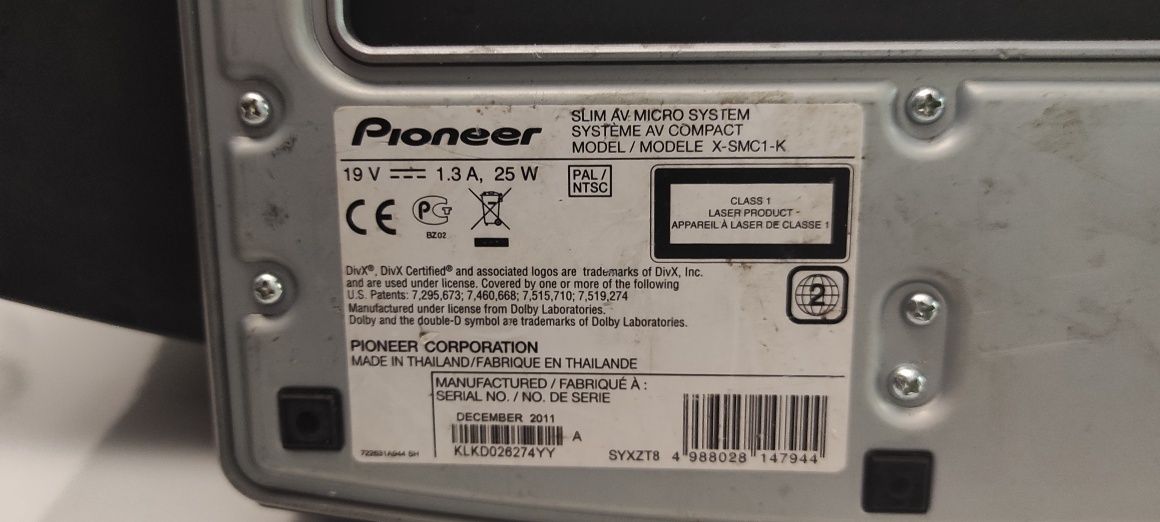 Pioneer
SLIM AV MICRO SYSTEM
SYSTÈME AV COMPACT
MODEL / MODELE X-SMC1-K
19 V ⎓ 1.3 A, 25 W
PAL / NTSC
CLASS 1
LASER PRODUCT
APPAREIL À LASER DE CLASSE 1
CE
PG
BZ02
DivX®, DivX Certified® and associated logos are trademarks of DivX, Inc.
and are used under license. Covered by one or more of the following
U.S. Patents: 7,295,673; 7,460,668; 7,515,710; 7,519,274
Manufactured under license from Dolby Laboratories.
Dolby and the double-D symbol are trademarks of Dolby Laboratories.
2
PIONEER CORPORATION
MADE IN THAILAND/FABRIQUE EN THAILANDE
MANUFACTURED / FABRIQUÉ À :
SERIAL NO. / NO. DE SERIE
DECEMBER 2011
A
KLKD026274YY
SYXZT8 4 988028 147944